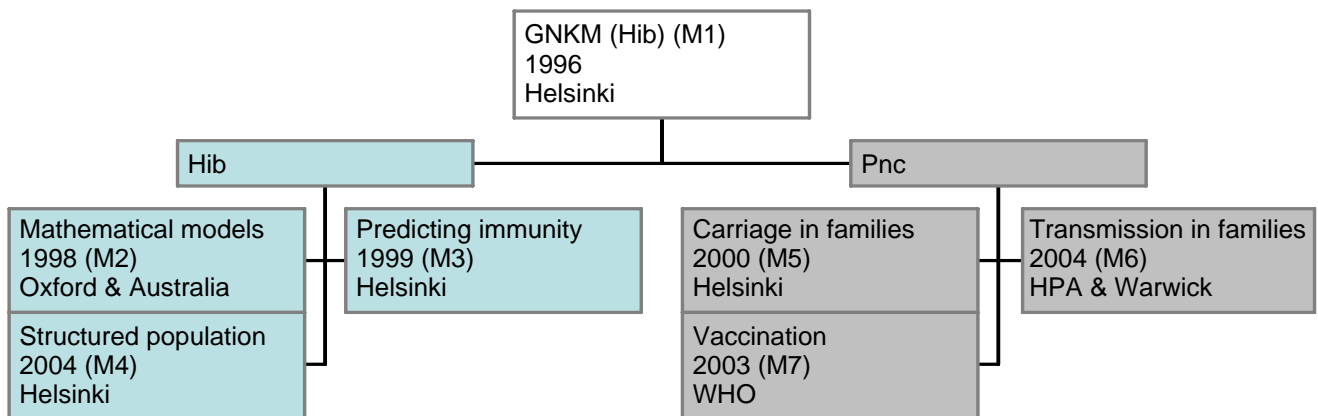 GNKM (Hib) (M1)
1996
Helsinki
Hib
Pnc
Mathematical models
1998 (M2)
Oxford & Australia
Predicting immunity
1999 (M3)
Helsinki
Carriage in families
2000 (M5)
Helsinki
Transmission in families
2004 (M6)
HPA & Warwick
Structured population
2004 (M4)
Helsinki
Vaccination
2003 (M7)
WHO